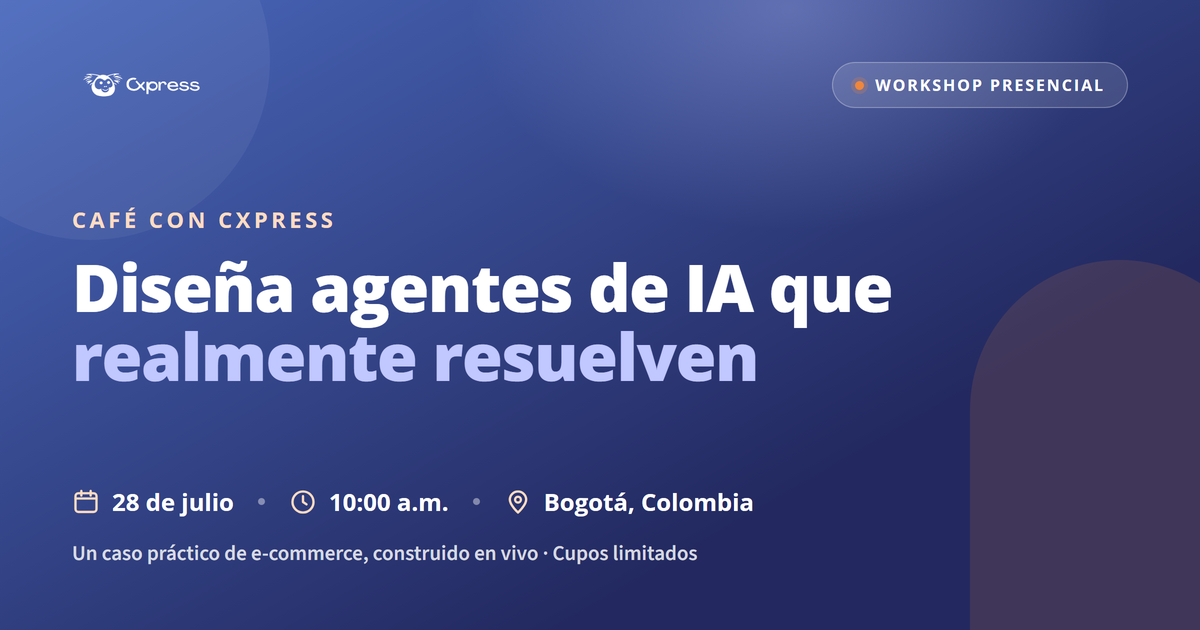 Cxpress
WORKSHOP PRESENCIAL
CAFÉ CON CXPRESS
Diseña agentes de IA que
realmente resuelven
28 de julio • 10:00 a.m. • Bogotá, Colombia
Un caso práctico de e-commerce, construido en vivo · Cupos limitados